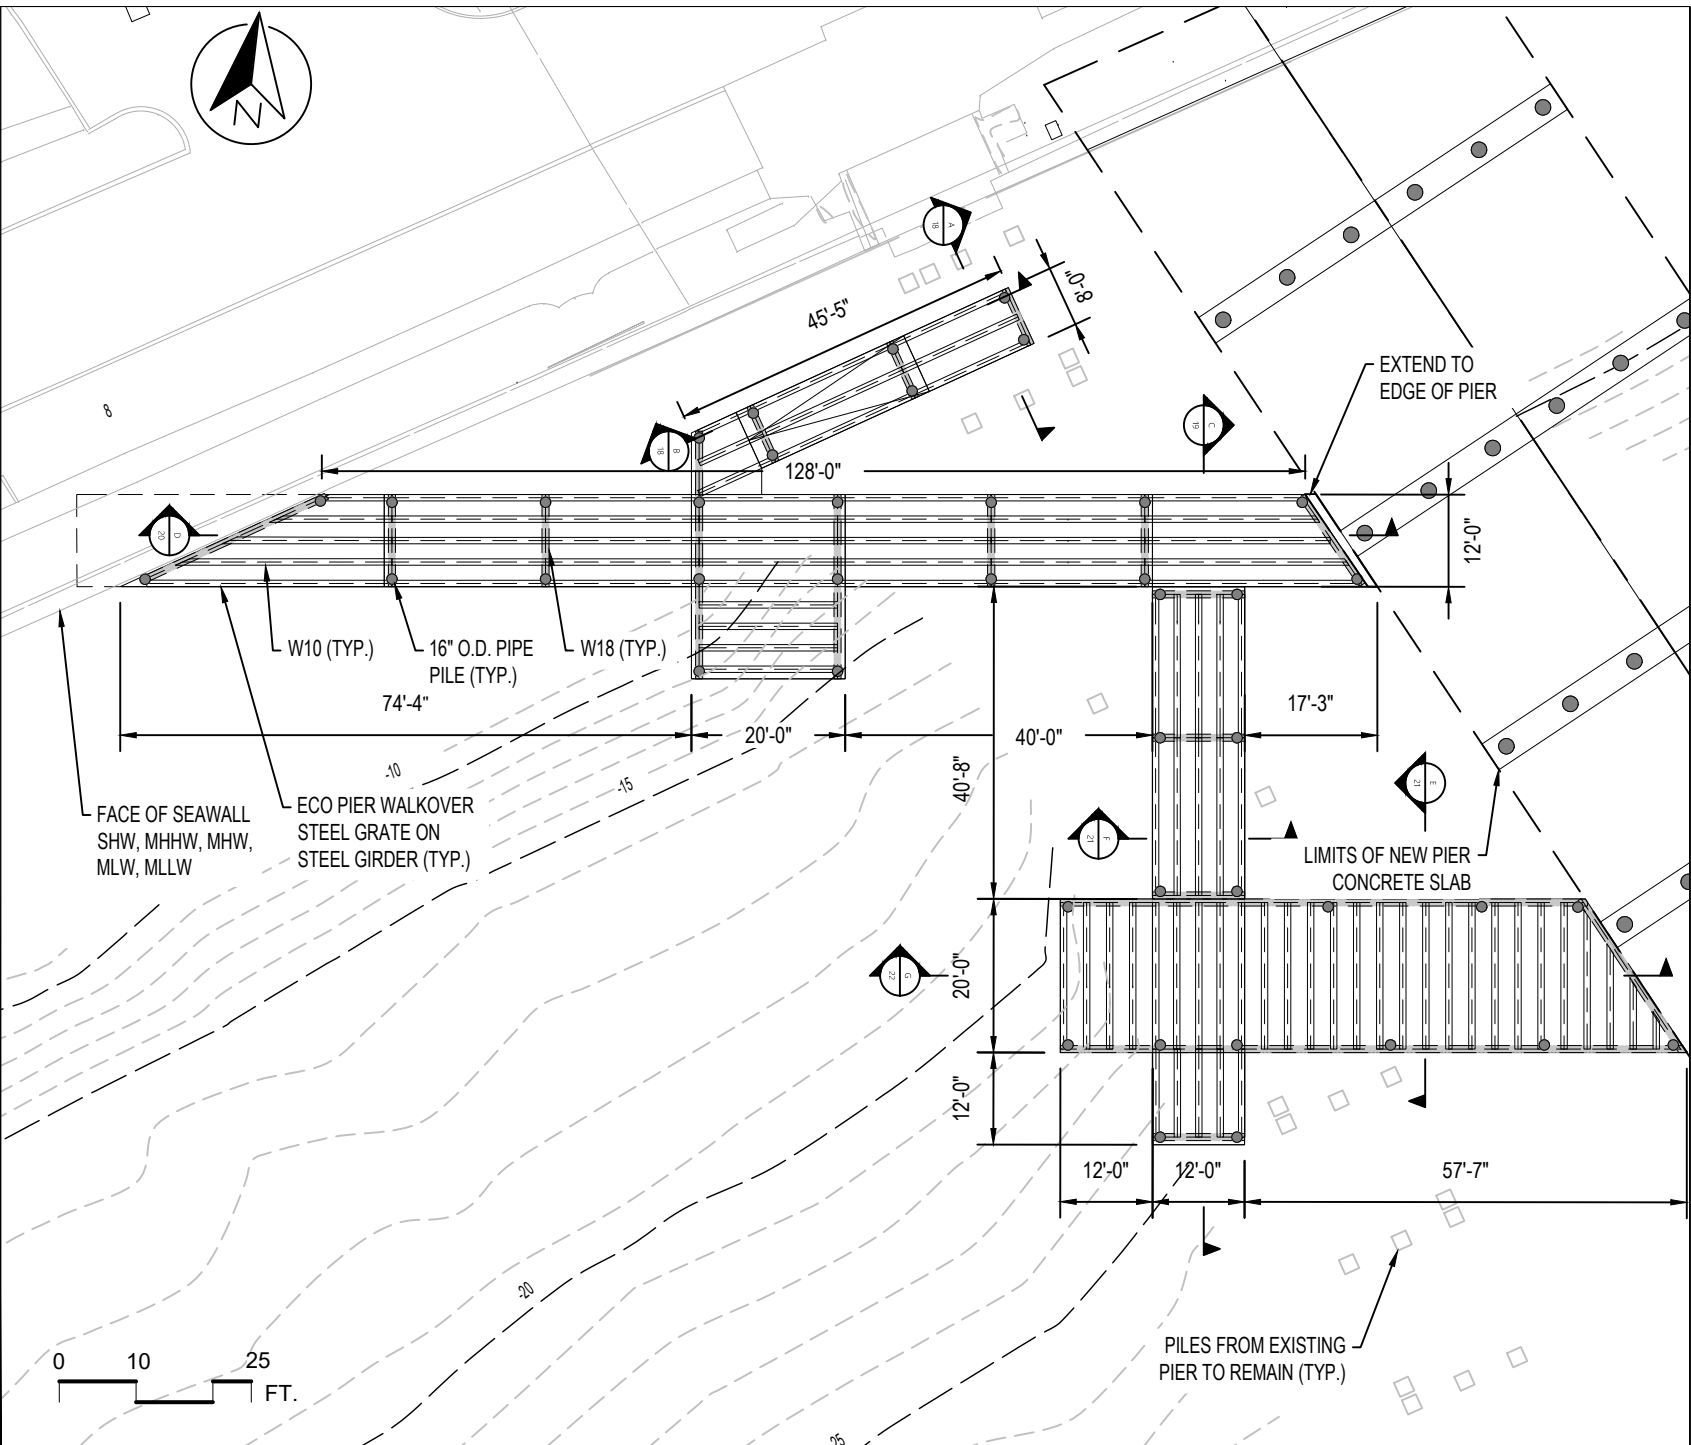 N
A
18
8'-0"
45'-5"
EXTEND TO
EDGE OF PIER
8
C
19
B
18
128'-0"
D
20
12'-0"
W10 (TYP.)
16" O.D. PIPE
PILE (TYP.)
W18 (TYP.)
74'-4"
17'-3"
20'-0"
40'-0"
-10
-15
40'-8"
E
21
FACE OF SEAWALL
SHW, MHHW, MHW,
MLW, MLLW
ECO PIER WALKOVER
STEEL GRATE ON
STEEL GIRDER (TYP.)
F
21
LIMITS OF NEW PIER
CONCRETE SLAB
G
22
20'-0"
12'-0"
12'-0"
12'-0"
57'-7"
-20
PILES FROM EXISTING
PIER TO REMAIN (TYP.)
0 10 25
FT.
25